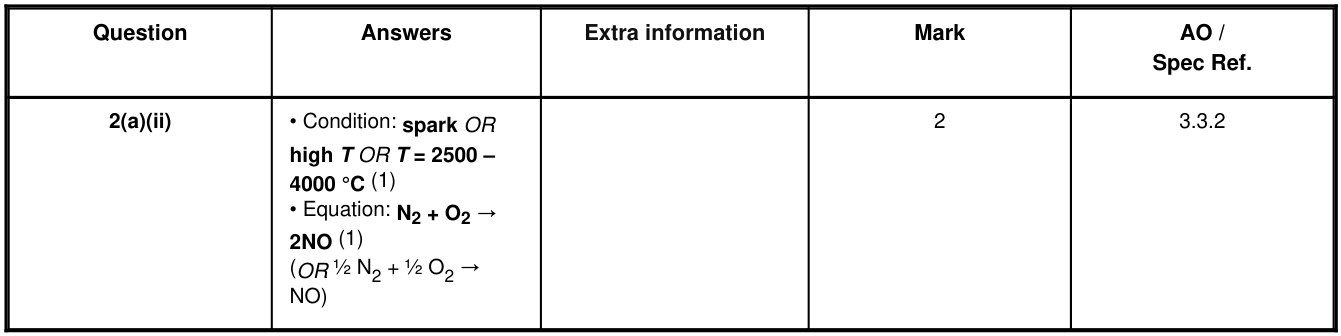 Question Answers Extra information Mark AO /
Spec Ref.
2(a)(ii) • Condition: spark OR 2 3.3.2
high T OR T = 2500 –
4000 °C (1)
• Equation: N₂ + O₂ →
2NO (1)
(OR ½ N₂ + ½ O₂ →
NO)